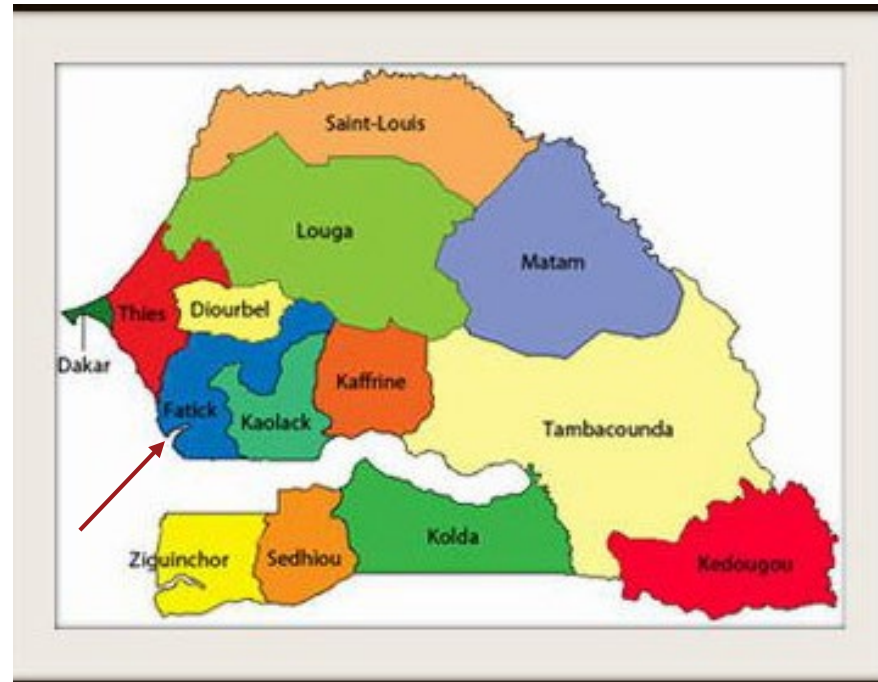 Saint-Louis
Louga
Matam
Thies
Diourbel
Dakar
Kaffrine
Fatick
Kaolack
Tambacounda
Kolda
Ziguinchor
Sedhiou
Kedougou